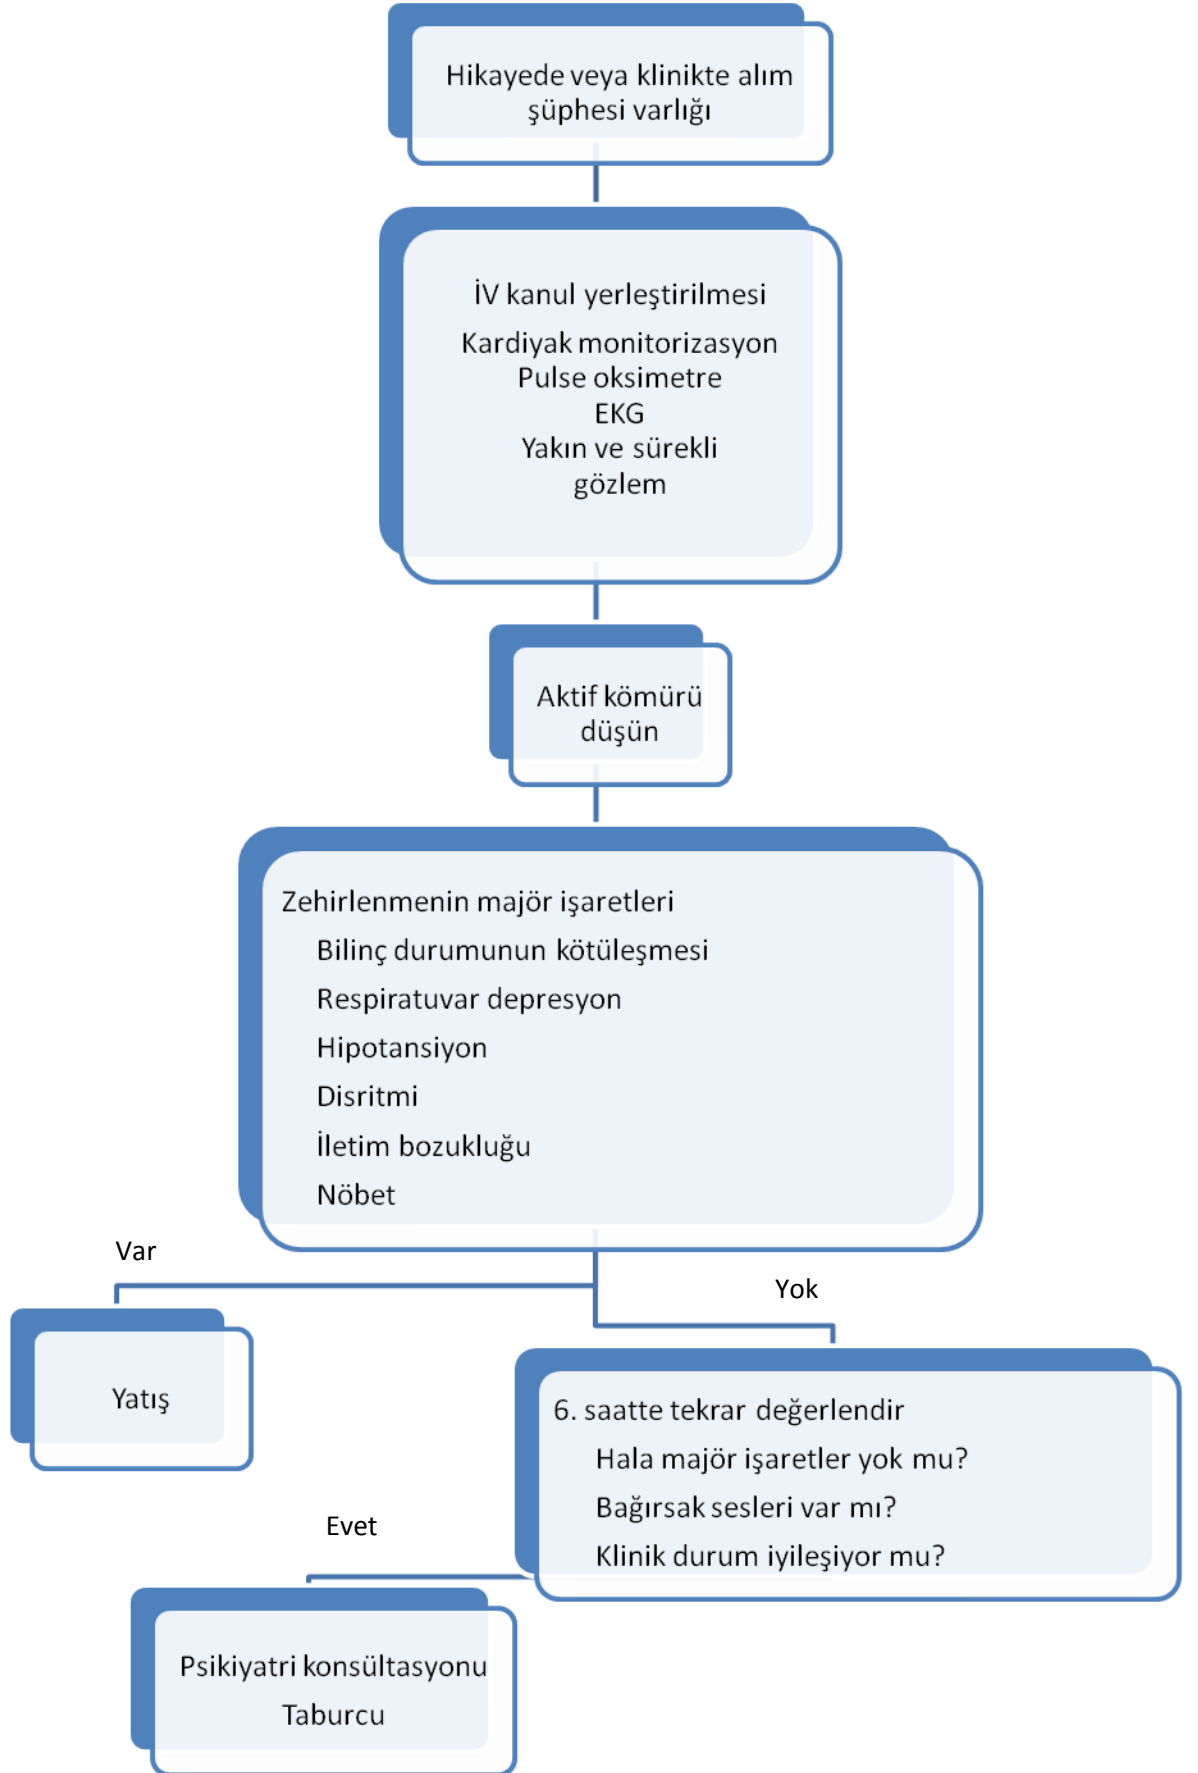 Hikayede veya klinikte alım
şüphesi varlığı
İV kanul yerleştirilmesi
Kardiyak monitorizasyon
Pulse oksimetre
EKG
Yakın ve sürekli
gözlem
Aktif kömürü
düşün
Zehirlenmenin majör işaretleri
Bilinç durumunun kötüleşmesi
Respiratuvar depresyon
Hipotansiyon
Disritmi
İletim bozukluğu
Nöbet
Var
Yok
Yatış
6. saatte tekrar değerlendir
Hala majör işaretler yok mu?
Bağırsak sesleri var mı?
Klinik durum iyileşiyor mu?
Evet
Psikiyatri konsültasyonu
Taburcu